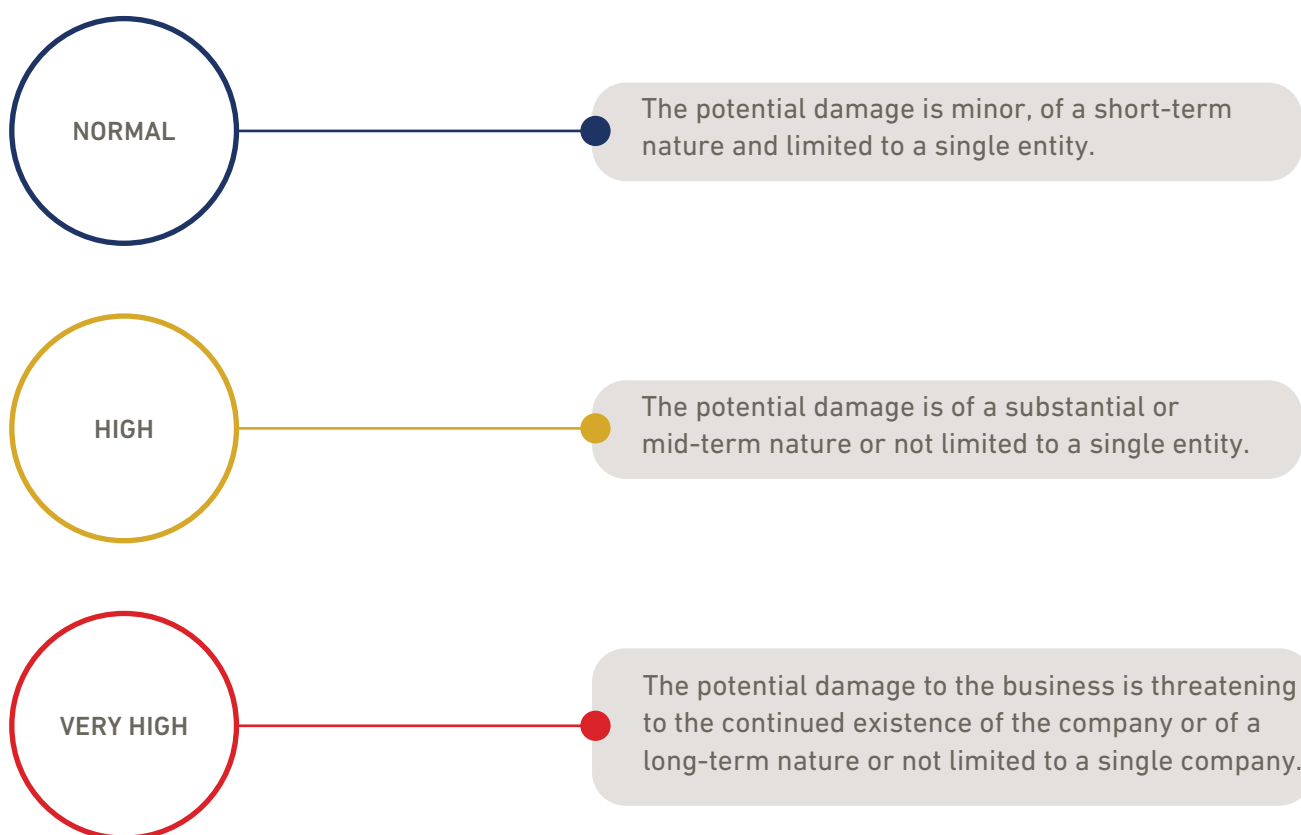 NORMAL
The potential damage is minor, of a short-term
nature and limited to a single entity.
HIGH
The potential damage is of a substantial or
mid-term nature or not limited to a single entity.
VERY HIGH
The potential damage to the business is threatening
to the continued existence of the company or of a
long-term nature or not limited to a single company.